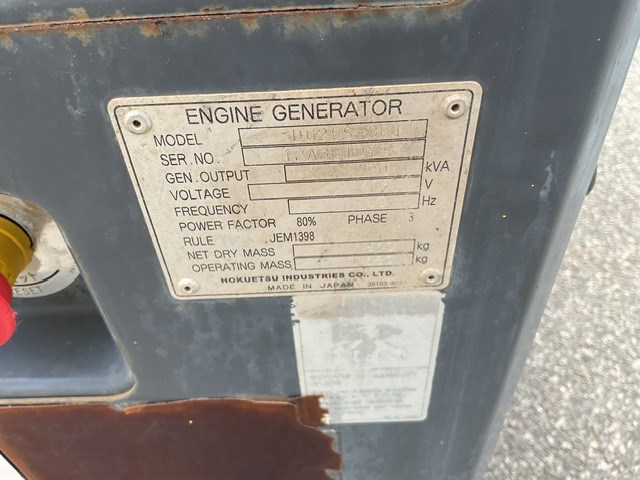 ENGINE GENERATOR
MODEL
SER.NO.
GEN.OUTPUT kVA
VOLTAGE V
FREQUENCY Hz
POWER FACTOR 80% PHASE 3
RULE JEM1398
NET DRY MASS kg
OPERATING MASS kg
HOKUETSU INDUSTRIES CO., LTD.
MADE IN JAPAN
RESET